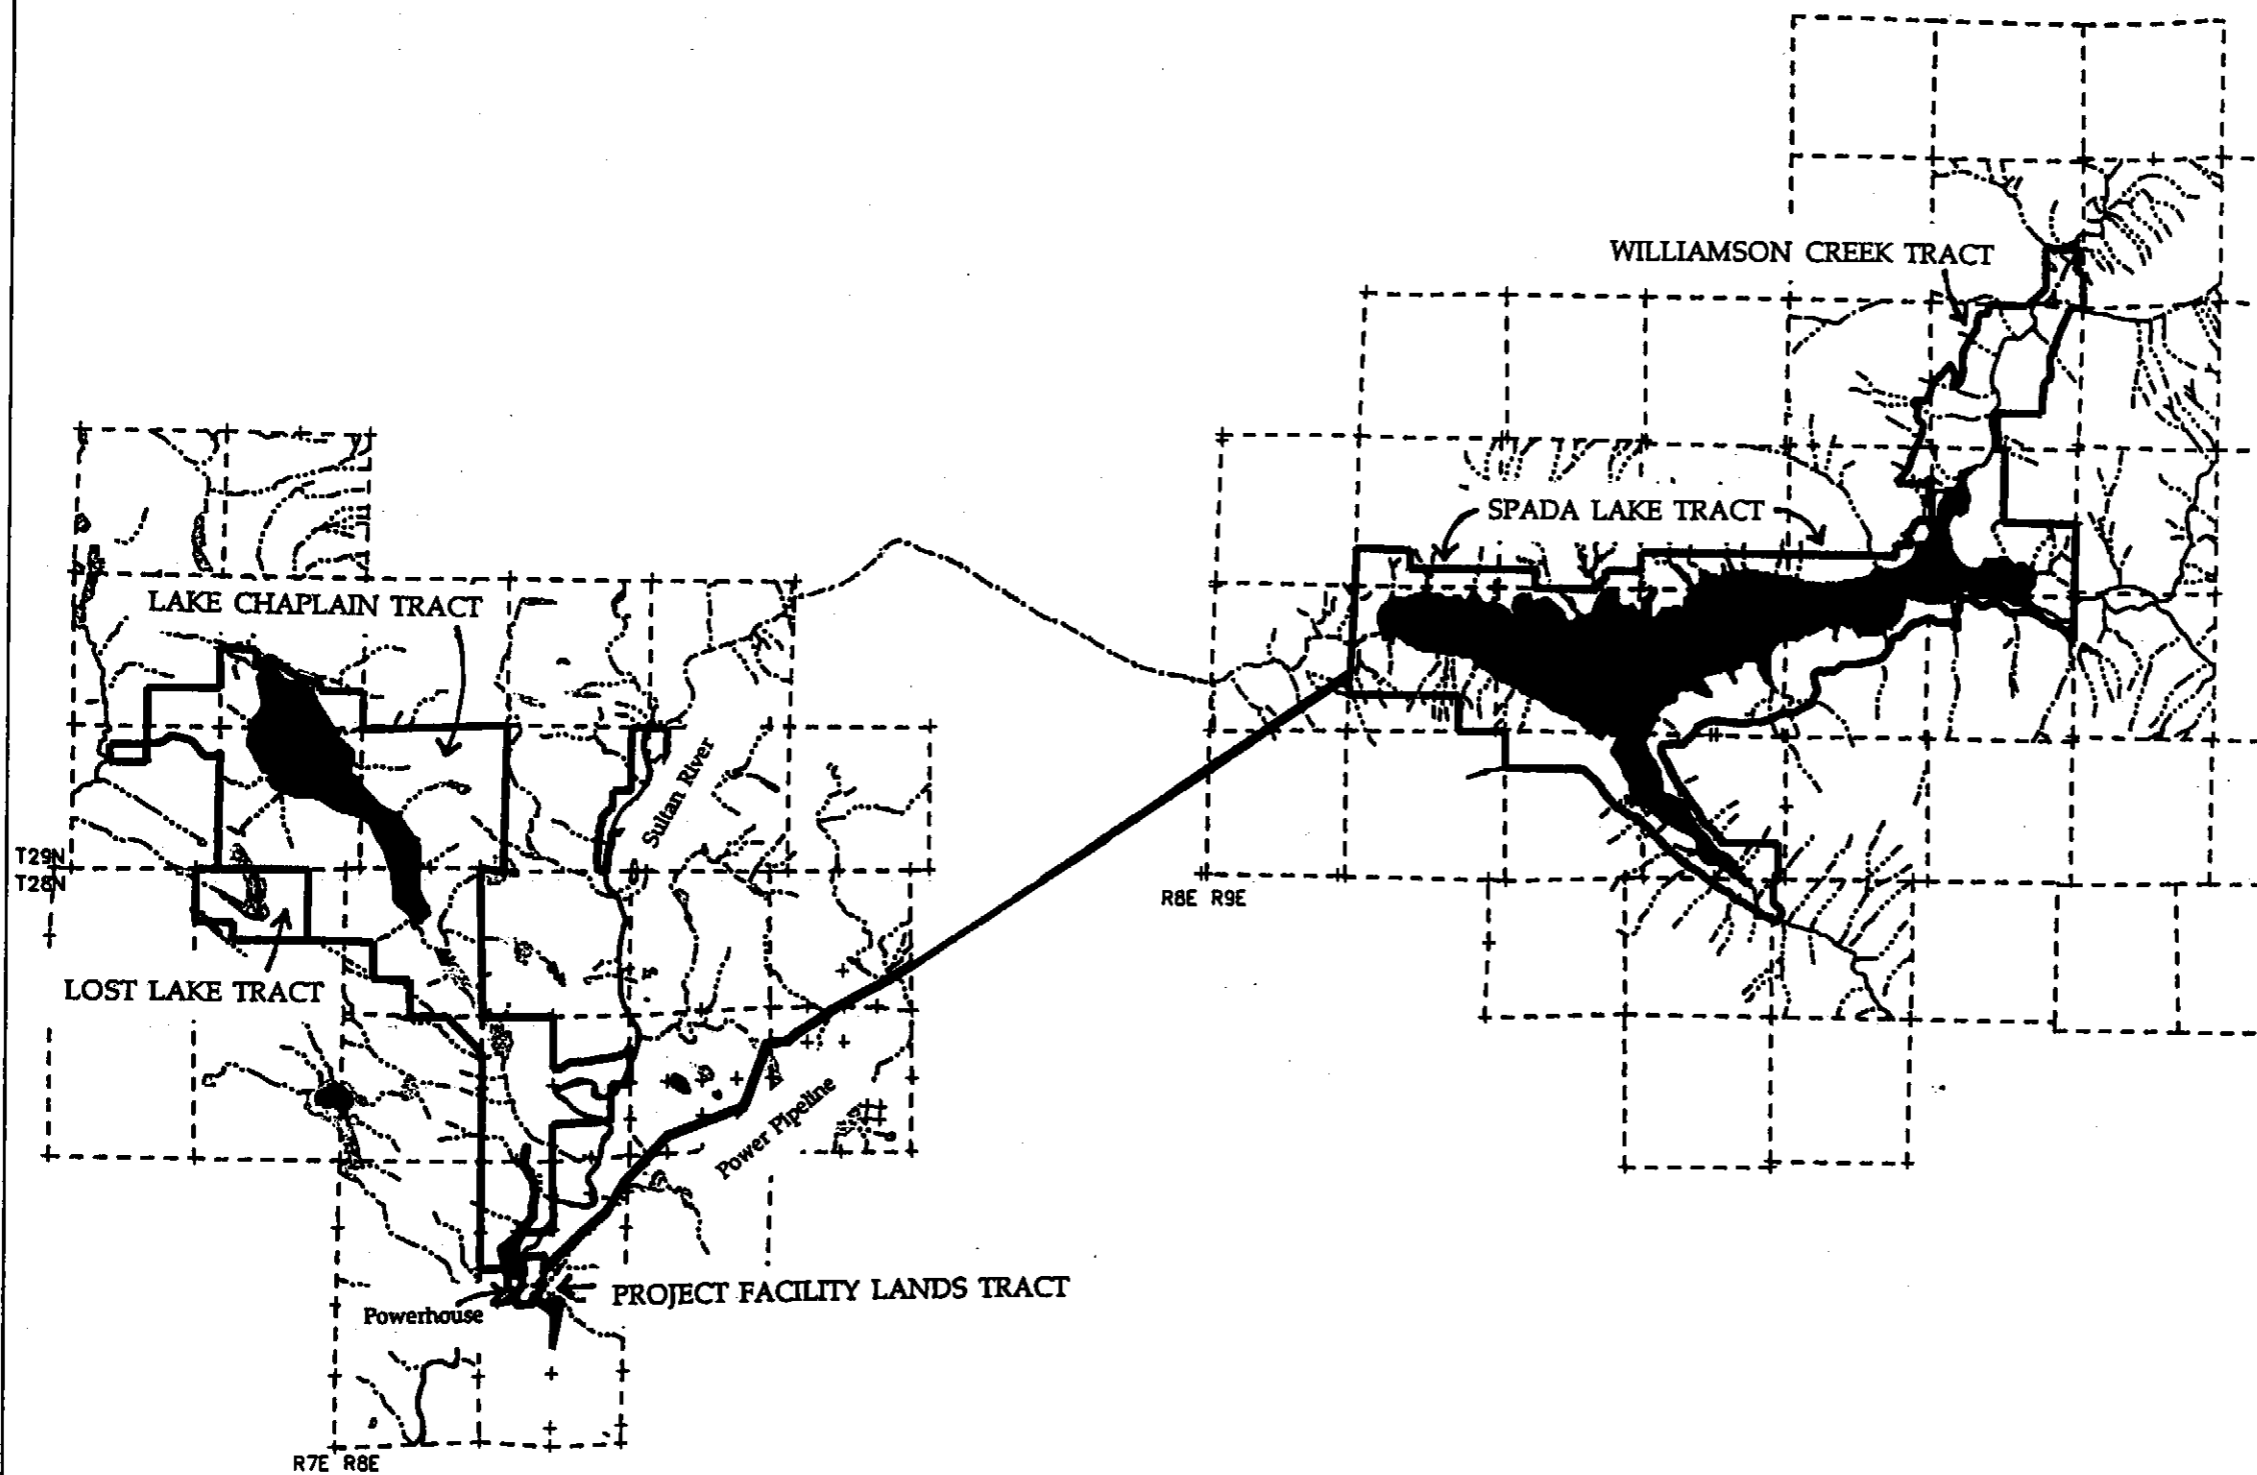 WILLIAMSON CREEK TRACT
SPADA LAKE TRACT
LAKE CHAPLAIN TRACT
Sultan River
T29N
T28N
R8E R9E
LOST LAKE TRACT
Power Pipeline
PROJECT FACILITY LANDS TRACT
Powerhouse
R7E R8E